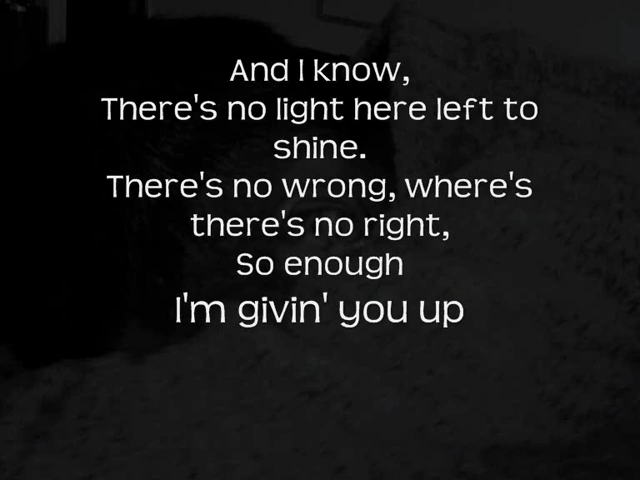 And I know,
There's no light here left to
shine.
There's no wrong, where's
there's no right,
So enough
I'm givin' you up